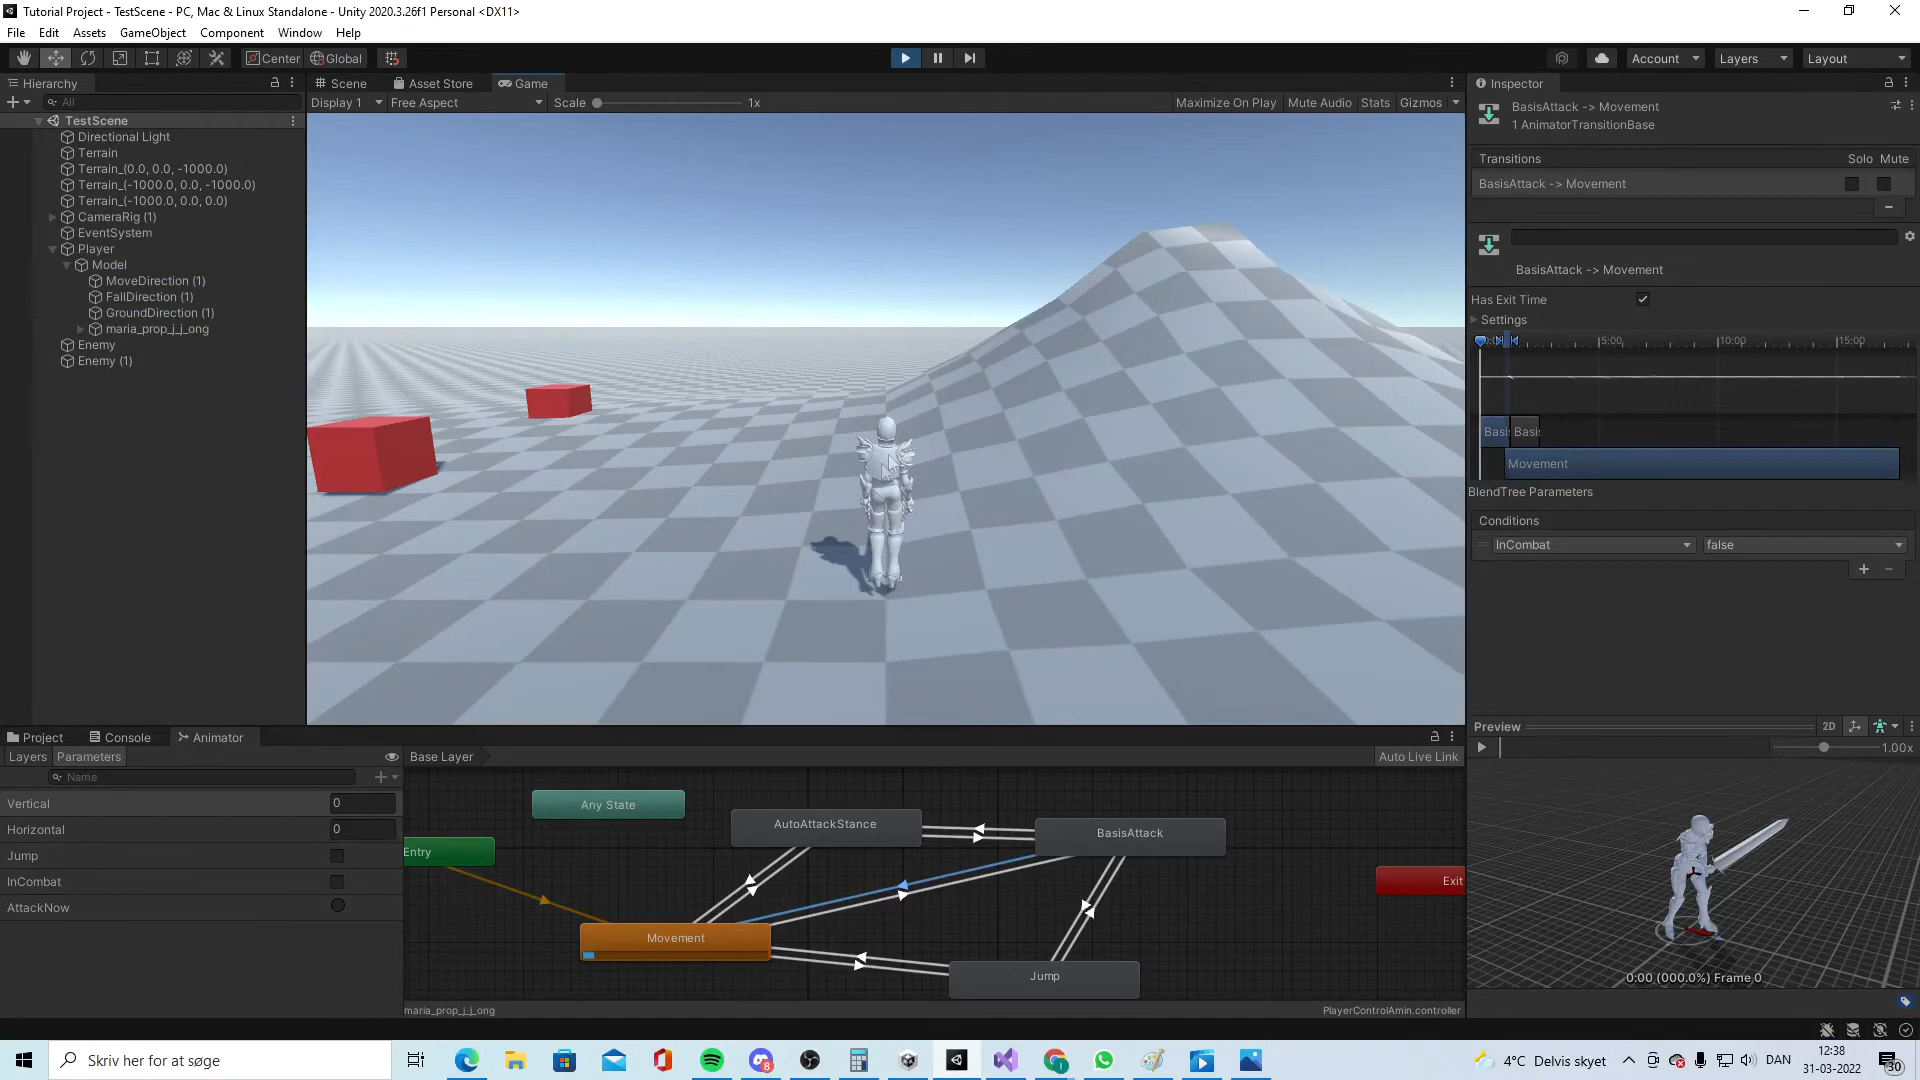 Tutorial Project - TestScene - PC, Mac & Linux Standalone - Unity 2020.3.26f1 Personal <DX11>
File Edit Assets GameObject Component Window Help
Center Global
Account Layers Layout
Hierarchy
All
TestScene
Directional Light
Terrain
Terrain_(0.0, 0.0, -1000.0)
Terrain_(-1000.0, 0.0, -1000.0)
Terrain_(-1000.0, 0.0, 0.0)
CameraRig (1)
EventSystem
Player
Model
MoveDirection (1)
FallDirection (1)
GroundDirection (1)
maria_prop_j_j_ong
Enemy
Enemy (1)
Scene Asset Store Game
Display 1 Free Aspect Scale 1x Maximize On Play Mute Audio Stats Gizmos
Inspector
BasisAttack -> Movement
1 AnimatorTransitionBase
Transitions Solo Mute
BasisAttack -> Movement
BasisAttack -> Movement
Has Exit Time
Settings
5:00 10:00 15:00
Basi Basi
Movement
BlendTree Parameters
Conditions
InCombat false
Preview 2D
1.00x
0:00 (000.0%) Frame 0
Project Console Animator
Layers Parameters Base Layer Auto Live Link
Name
Vertical 0
Horizontal 0
Jump
InCombat
AttackNow
Any State
Entry
AutoAttackStance
BasisAttack
Exit
Movement
Jump
maria_prop_j_j_ong PlayerControlAmin.controller
Skriv her for at søge
8
4°C Delvis skyet
DAN
12:38
31-03-2022
30